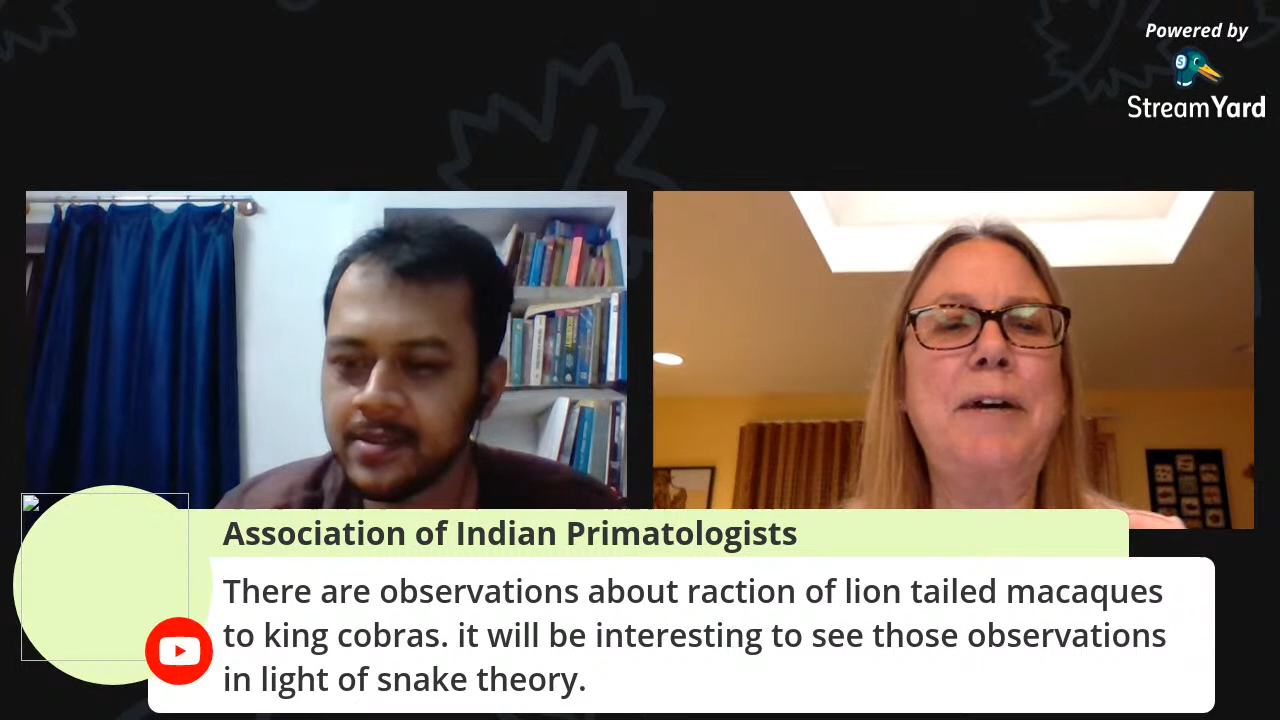 Powered by
StreamYard
Association of Indian Primatologists
There are observations about raction of lion tailed macaques
to king cobras. it will be interesting to see those observations
in light of snake theory.